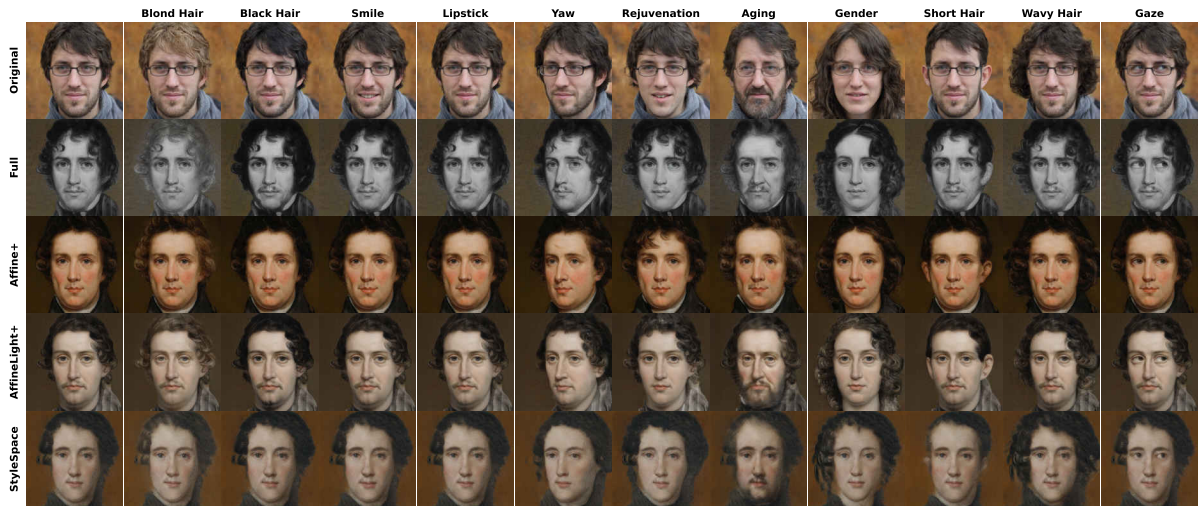 Blond Hair Black Hair Smile Lipstick Yaw Rejuvenation Aging Gender Short Hair Wavy Hair Gaze
Original
Full
Affine+
AffineLight+
StyleSpace